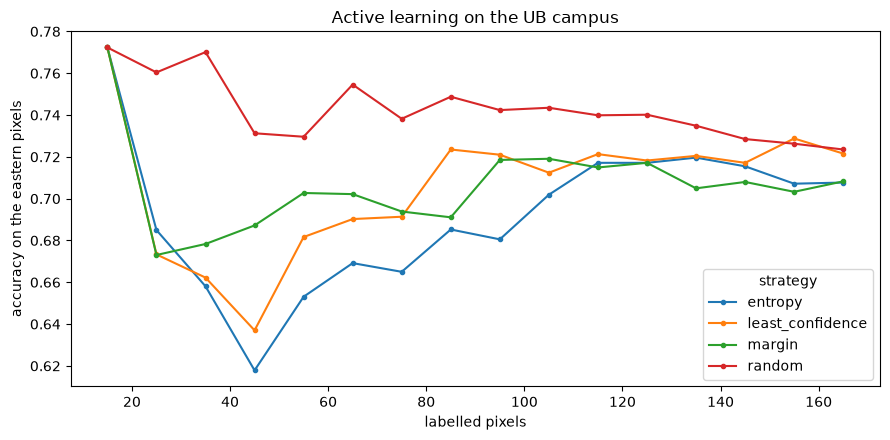 Active learning on the UB campus
accuracy on the eastern pixels
0.78
0.76
0.74
0.72
0.70
0.68
0.66
0.64
0.62
20 40 60 80 100 120 140 160
labelled pixels
strategy
entropy
least_confidence
margin
random